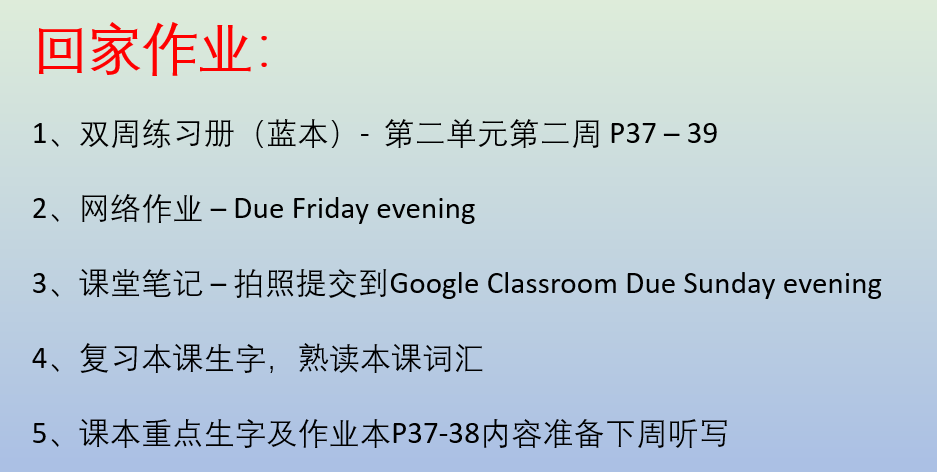 回家作业：
1、双周练习册（蓝本）- 第二单元第二周 P37 – 39
2、网络作业 – Due Friday evening
3、课堂笔记 – 拍照提交到Google Classroom Due Sunday evening
4、复习本课生字，熟读本课词汇
5、课本重点生字及作业本P37-38内容准备下周听写